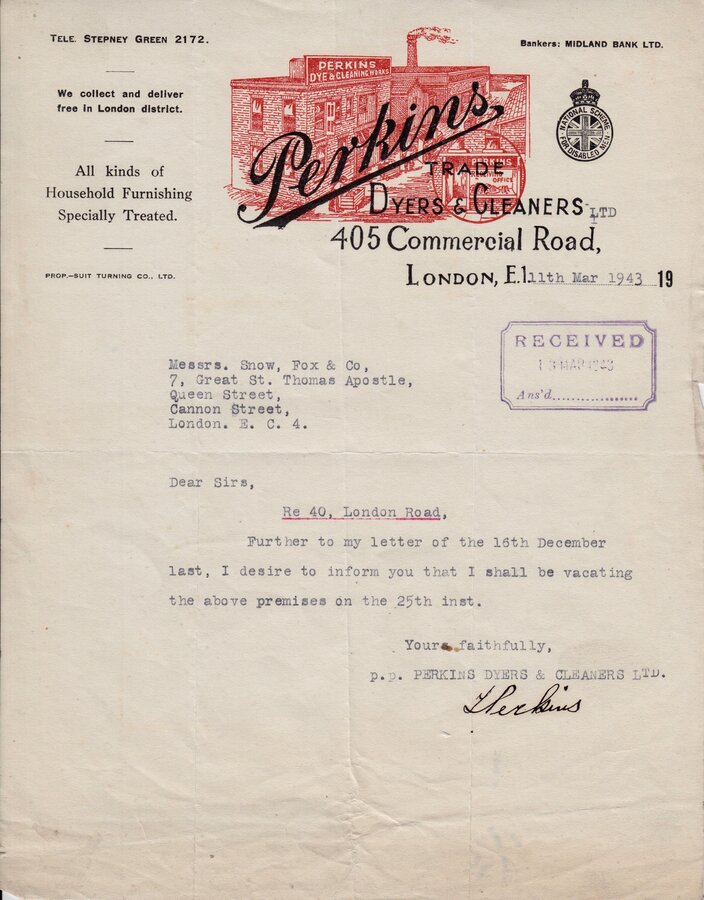 TELE. STEPNEY GREEN 2172.
Bankers: MIDLAND BANK LTD.
We collect and deliver
free in London district.
All kinds of
Household Furnishing
Specially Treated.
PROP.—SUIT TURNING CO., LTD.
PERKINS
DYE & CLEANING WORKS
Perkins
PERKINS
OFFICE
NATIONAL SCHEME
FOR DISABLED MEN
TRADE
DYERS & CLEANERS LTD
405 Commercial Road,
LONDON, E.1. 11th Mar 1943 19
RECEIVED
13 MAR 1943
Ans'd
Messrs. Snow, Fox & Co,
7, Great St. Thomas Apostle,
Queen Street,
Cannon Street,
London. E. C. 4.
Dear Sirs,
Re 40, London Road,
Further to my letter of the 16th December
last, I desire to inform you that I shall be vacating
the above premises on the 25th inst.
Yours faithfully,
p.p. PERKINS DYERS & CLEANERS LTD.
Perkins